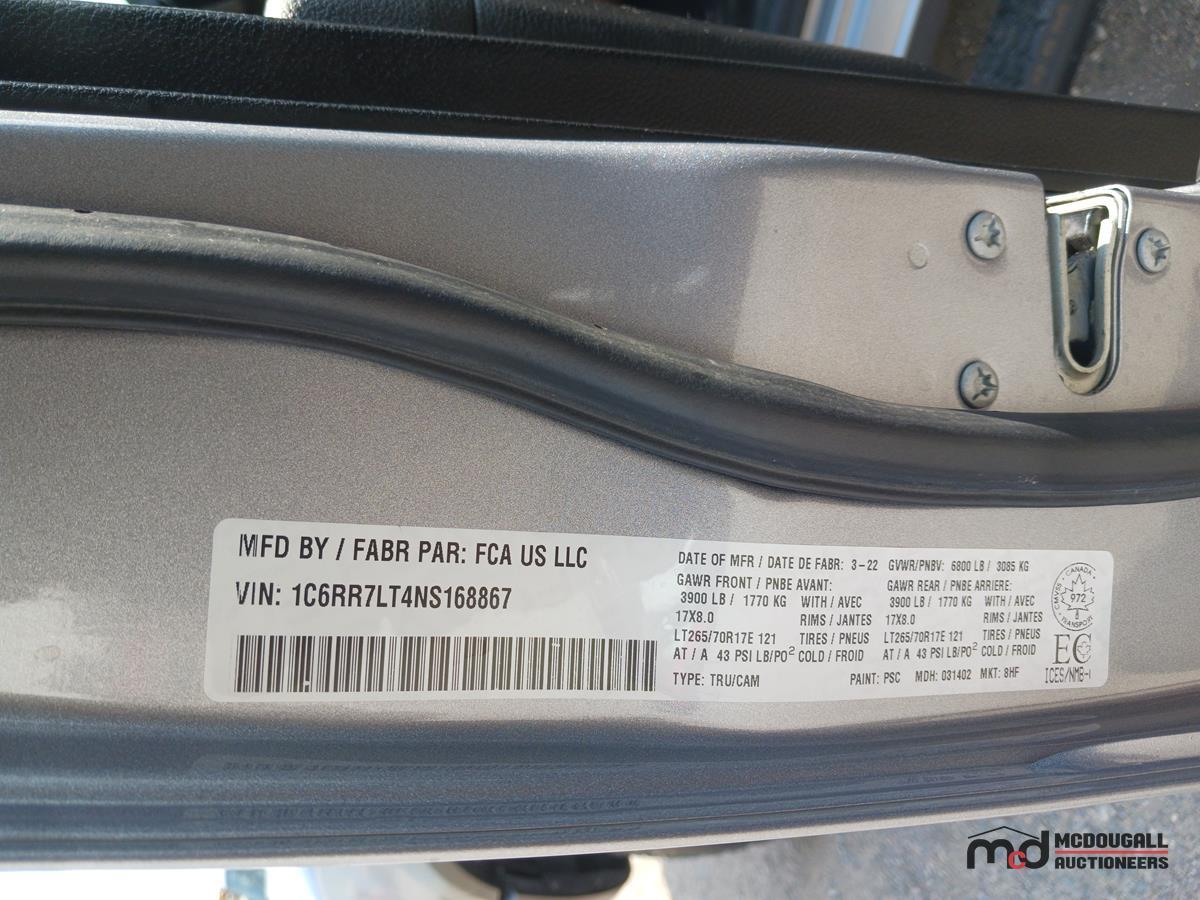 MFD BY / FABR PAR: FCA US LLC
VIN: 1C6RR7LT4NS168867
DATE OF MFR / DATE DE FABR: 3-22 GVWR/PNBV: 6800 LB / 3085 KG
GAWR FRONT / PNBE AVANT: GAWR REAR / PNBE ARRIERE:
3900 LB / 1770 KG WITH / AVEC 3900 LB / 1770 KG WITH / AVEC
17X8.0 RIMS / JANTES 17X8.0 RIMS / JANTES
LT265/70R17E 121 TIRES / PNEUS LT265/70R17E 121 TIRES / PNEUS
AT / A 43 PSI LB/PO² COLD / FROID AT / A 43 PSI LB/PO² COLD / FROID
TYPE: TRU/CAM PAINT: PSC MDH: 031402 MKT: 8HF
CMVSS · CANADA · TRANSPORT
972
EC
ICES/NMB-1
mcd MCDOUGALL
AUCTIONEERS